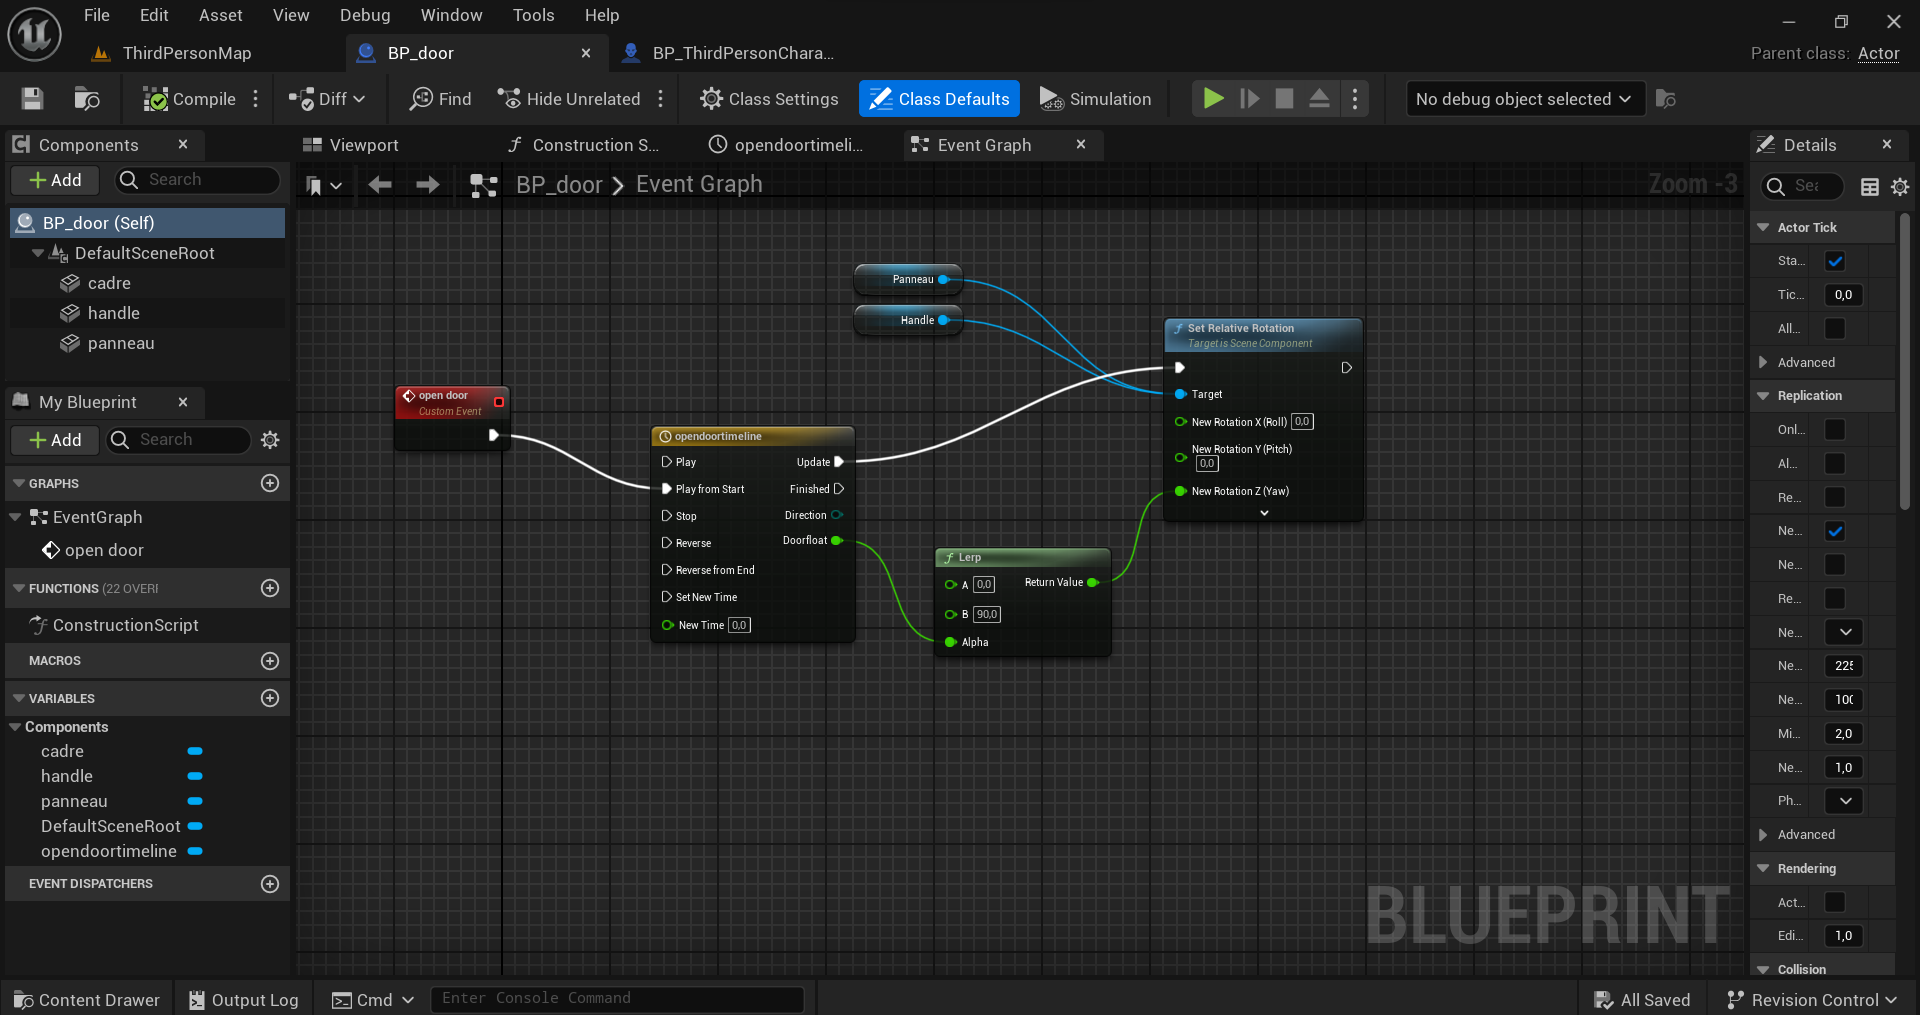 File Edit Asset View Debug Window Tools Help
ThirdPersonMap BP_door BP_ThirdPersonChara...
Parent class: Actor
Compile Diff Find Hide Unrelated Class Settings Class Defaults Simulation No debug object selected
Components
Add Search
BP_door (Self)
DefaultSceneRoot
cadre
handle
panneau
My Blueprint
Add Search
GRAPHS
EventGraph
open door
FUNCTIONS (22 OVERI
ConstructionScript
MACROS
VARIABLES
Components
cadre
handle
panneau
DefaultSceneRoot
opendoortimeline
EVENT DISPATCHERS
Viewport Construction S... opendoortimeli... Event Graph
BP_door > Event Graph
Zoom -3
Panneau
Handle
open door
Custom Event
opendoortimeline
Play Update
Play from Start Finished
Stop Direction
Reverse Doorfloat
Reverse from End
Set New Time
New Time 0,0
Lerp
A 0,0 Return Value
B 90,0
Alpha
Set Relative Rotation
Target is Scene Component
Target
New Rotation X (Roll) 0,0
New Rotation Y (Pitch)
0,0
New Rotation Z (Yaw)
BLUEPRINT
Details
Se
Actor Tick
Sta...
Tic... 0,0
All...
Advanced
Replication
Onl...
Al...
Re...
Ne...
Ne...
Re...
Ne...
Ne... 225
Ne... 100
Mi... 2,0
Ne... 1,0
Ph...
Advanced
Rendering
Act...
Edi... 1,0
Collision
Content Drawer Output Log Cmd Enter Console Command All Saved Revision Control